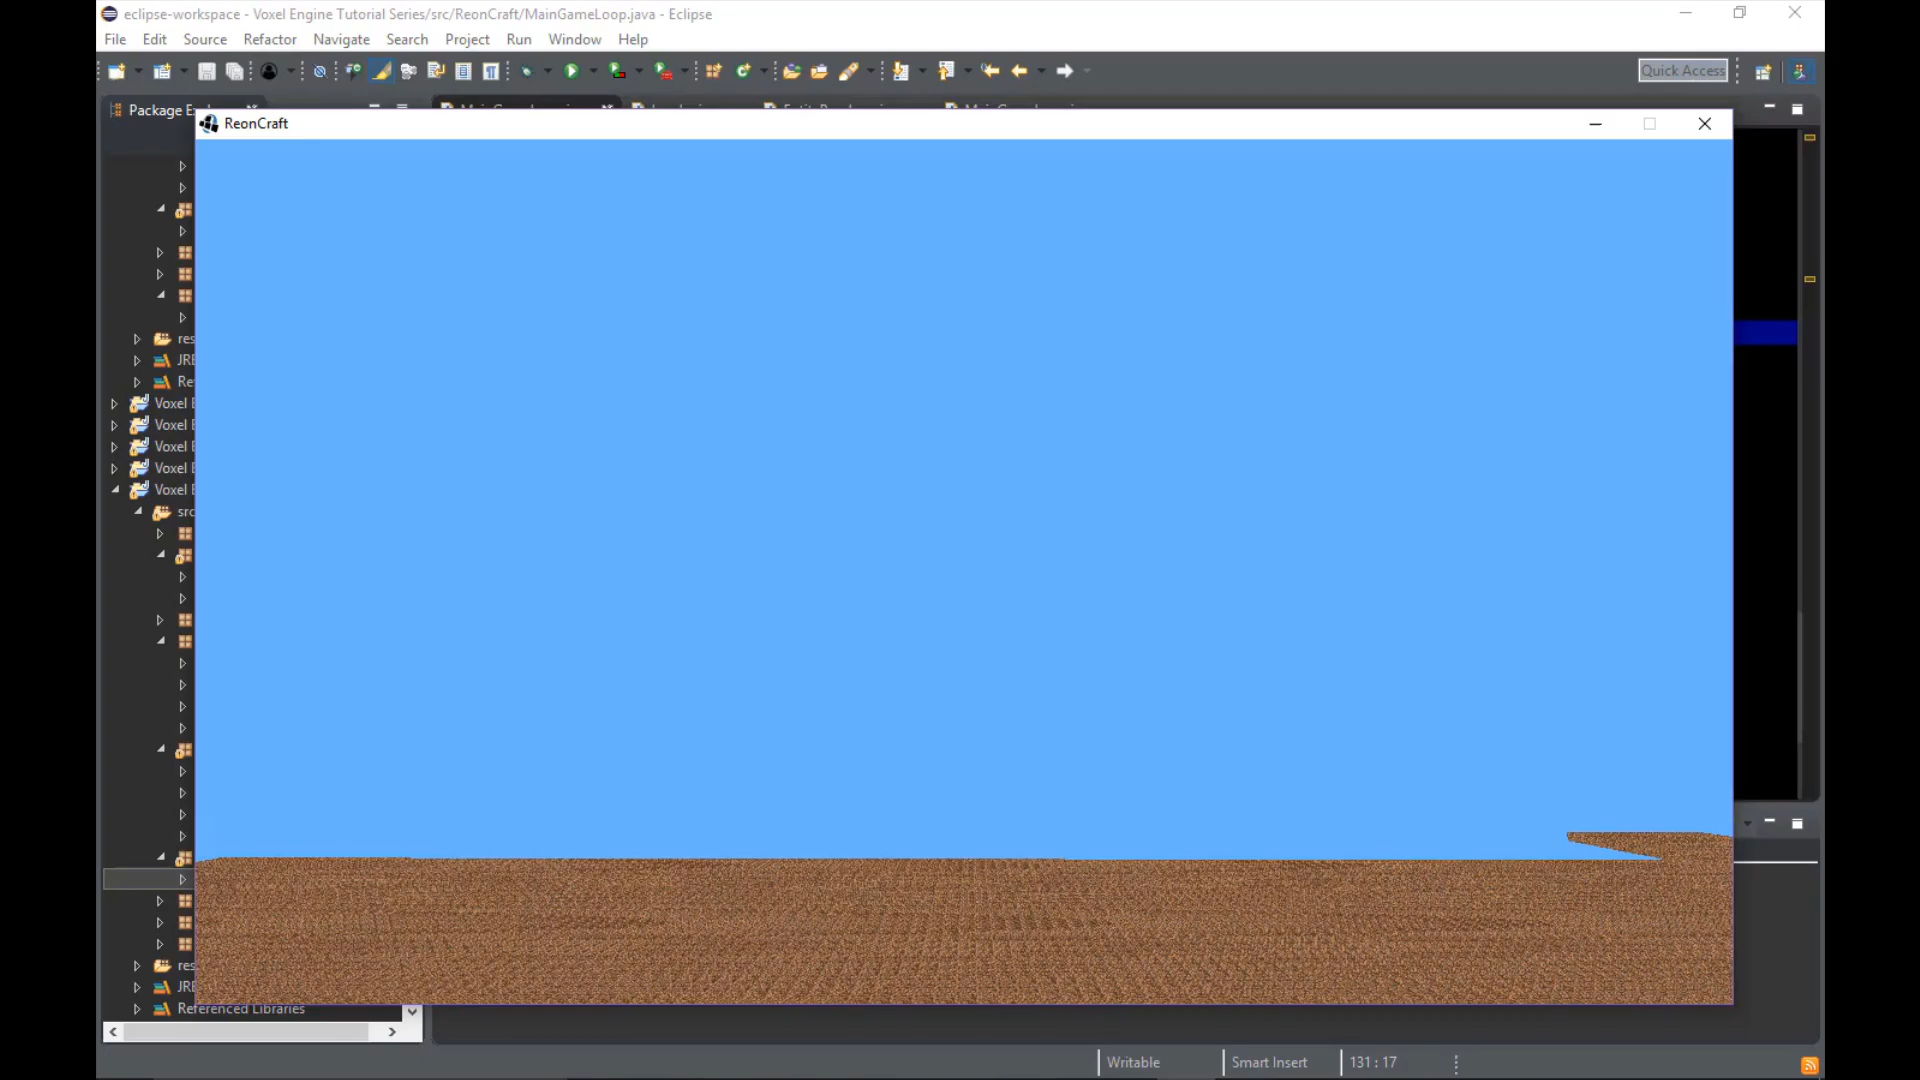 eclipse-workspace - Voxel Engine Tutorial Series/src/ReonCraft/MainGameLoop.java - Eclipse
File Edit Source Refactor Navigate Search Project Run Window Help
Quick Access
Package Ex
ReonCraft
res
JRE
Re
Voxel E
Voxel E
Voxel E
Voxel E
Voxel E
src
res
JRE
Referenced Libraries
Writable
Smart Insert
131 : 17